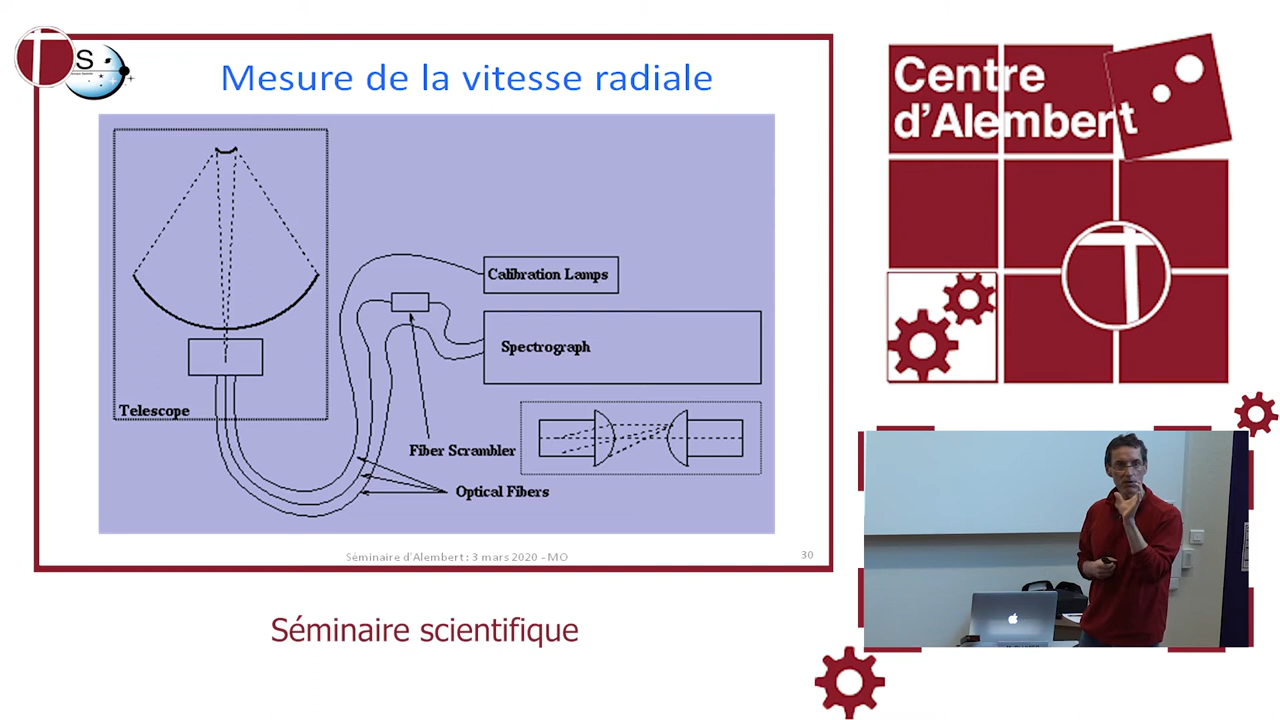 S
Mesure de la vitesse radiale
Calibration Lamps
Spectrograph
Telescope
Fiber Scrambler
Optical Fibers
Séminaire d'Alembert : 3 mars 2020 - MO
30
Séminaire scientifique
Centre
d'Alembert